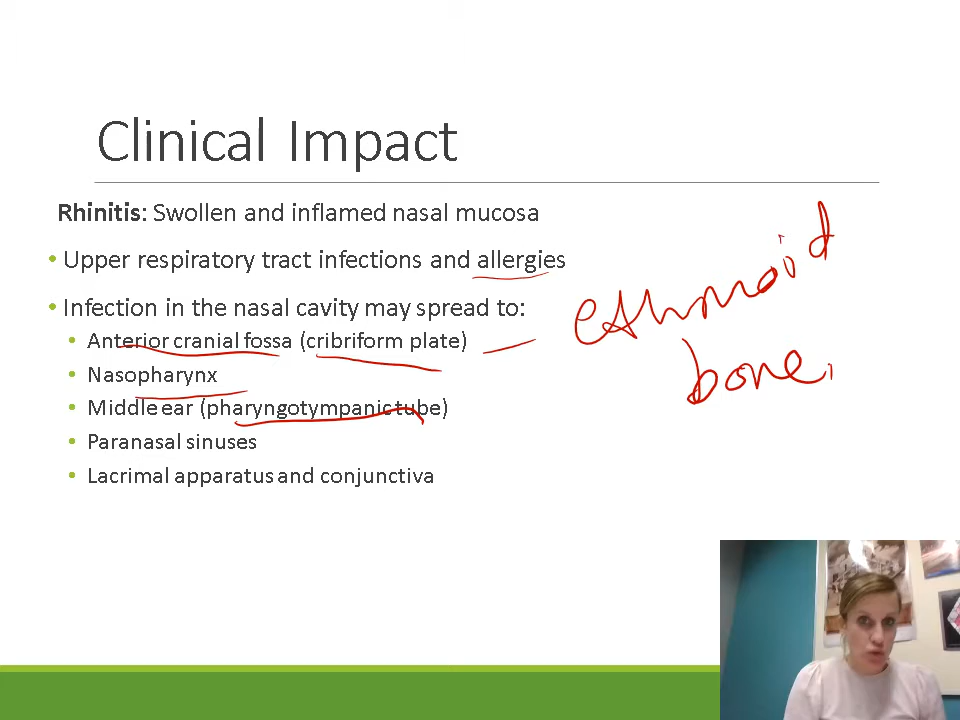 Clinical Impact
Rhinitis: Swollen and inflamed nasal mucosa
• Upper respiratory tract infections and allergies
• Infection in the nasal cavity may spread to:
• Anterior cranial fossa (cribriform plate)
• Nasopharynx
• Middle ear (pharyngotympanic tube)
• Paranasal sinuses
• Lacrimal apparatus and conjunctiva
ethmoid
bone